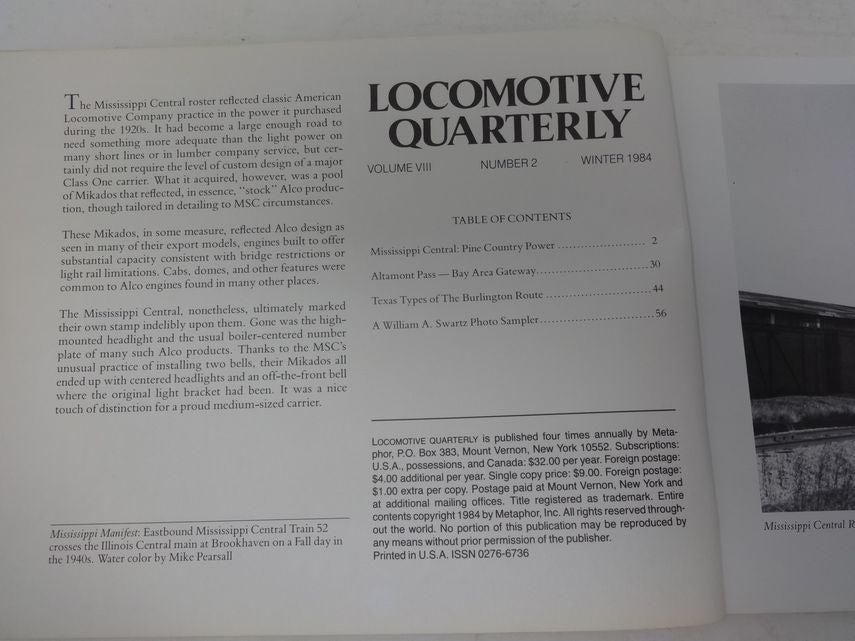 The Mississippi Central roster reflected classic American
Locomotive Company practice in the power it purchased
during the 1920s. It had become a large enough road to
need something more adequate than the light power on
many short lines or in lumber company service, but cer-
tainly did not require the level of custom design of a major
Class One carrier. What it acquired, however, was a pool
of Mikados that reflected, in essence, "stock" Alco produc-
tion, though tailored in detailing to MSC circumstances.
These Mikados, in some measure, reflected Alco design as
seen in many of their export models, engines built to offer
substantial capacity consistent with bridge restrictions or
light rail limitations. Cabs, domes, and other features were
common to Alco engines found in many other places.
The Mississippi Central, nonetheless, ultimately marked
their own stamp indelibly upon them. Gone was the high-
mounted headlight and the usual boiler-centered number
plate of many such Alco products. Thanks to the MSC's
unusual practice of installing two bells, their Mikados all
ended up with centered headlights and an off-the-front bell
where the original light bracket had been. It was a nice
touch of distinction for a proud medium-sized carrier.
Mississippi Manifest: Eastbound Mississippi Central Train 52
crosses the Illinois Central main at Brookhaven on a Fall day in
the 1940s. Water color by Mike Pearsall
LOCOMOTIVE
QUARTERLY
VOLUME VIII NUMBER 2 WINTER 1984
TABLE OF CONTENTS
Mississippi Central: Pine Country Power ........................ 2
Altamont Pass — Bay Area Gateway..............................30
Texas Types of The Burlington Route ............................44
A William A. Swartz Photo Sampler...............................56
LOCOMOTIVE QUARTERLY is published four times annually by Meta-
phor, P.O. Box 383, Mount Vernon, New York 10552. Subscriptions:
U.S.A., possessions, and Canada: $32.00 per year. Foreign postage:
$4.00 additional per year. Single copy price: $9.00. Foreign postage:
$1.00 extra per copy. Postage paid at Mount Vernon, New York and
at additional mailing offices. Title registered as trademark. Entire
contents copyright 1984 by Metaphor, Inc. All rights reserved through-
out the world. No portion of this publication may be reproduced by
any means without prior permission of the publisher.
Printed in U.S.A. ISSN 0276-6736
Mississippi Central R